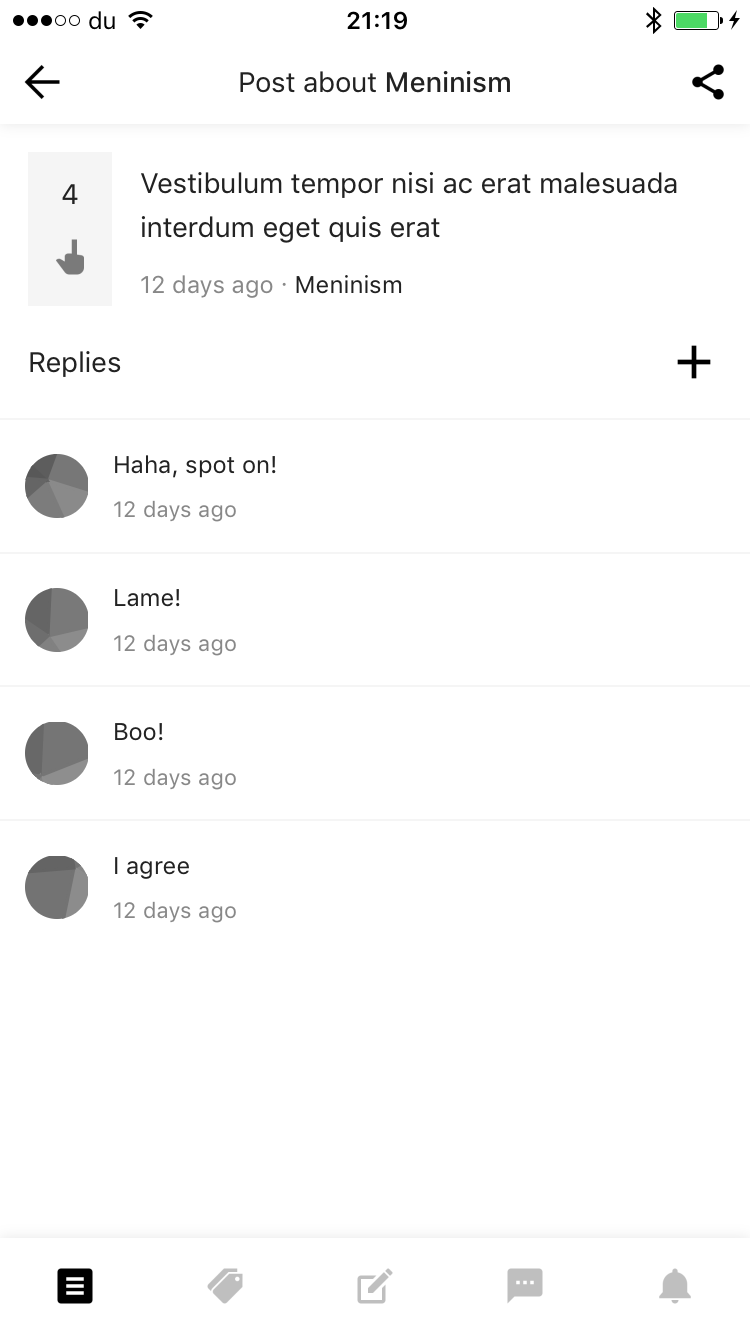 du 21:19
Post about Meninism
4
Vestibulum tempor nisi ac erat malesuada
interdum eget quis erat
12 days ago · Meninism
Replies
Haha, spot on!
12 days ago
Lame!
12 days ago
Boo!
12 days ago
I agree
12 days ago